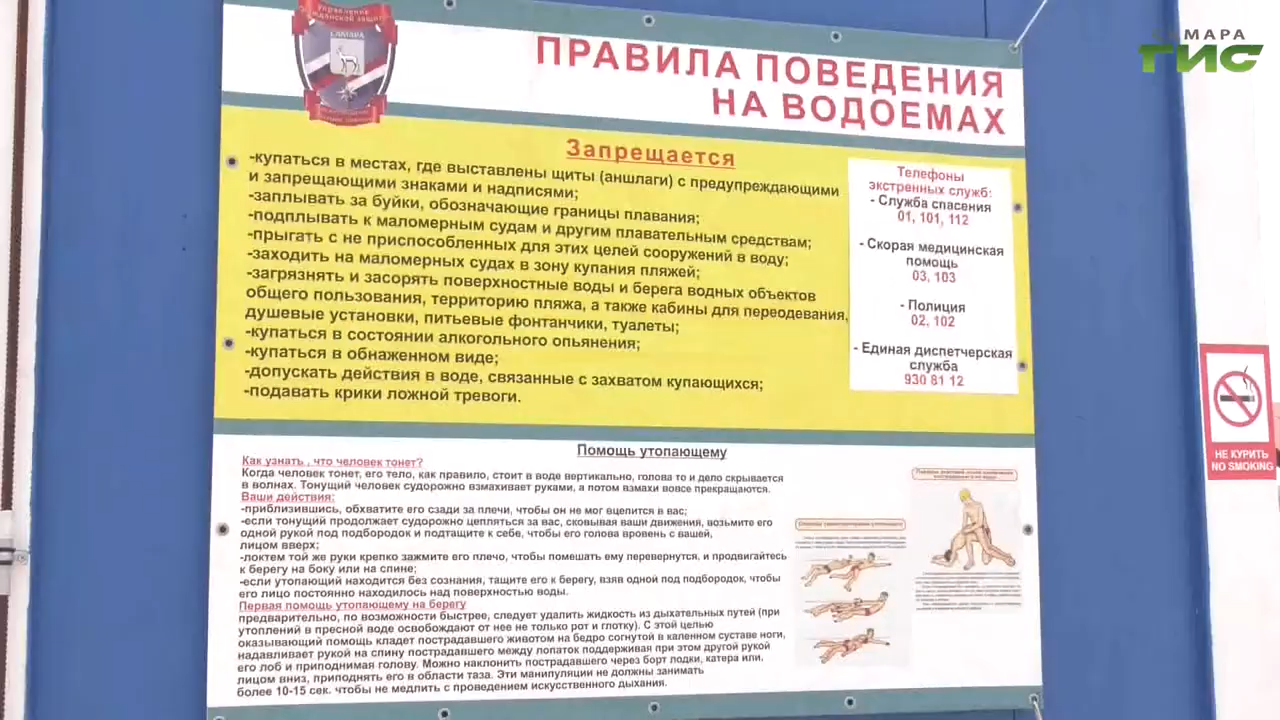 Управление
гражданской защиты
САМАРА
САМАРА
ГИС
ПРАВИЛА ПОВЕДЕНИЯ
НА ВОДОЕМАХ
Запрещается
-купаться в местах, где выставлены щиты (аншлаги) с предупреждающими
и запрещающими знаками и надписями;
-заплывать за буйки, обозначающие границы плавания;
-подплывать к маломерным судам и другим плавательным средствам;
-прыгать с не приспособленных для этих целей сооружений в воду;
-заходить на маломерных судах в зону купания пляжей;
-загрязнять и засорять поверхностные воды и берега водных объектов
общего пользования, территорию пляжа, а также кабины для переодевания,
душевые установки, питьевые фонтанчики, туалеты;
-купаться в состоянии алкогольного опьянения;
-купаться в обнаженном виде;
-допускать действия в воде, связанные с захватом купающихся;
-подавать крики ложной тревоги.
Телефоны
экстренных служб:
- Служба спасения
01, 101, 112
- Скорая медицинская
помощь
03, 103
- Полиция
02, 102
- Единая диспетчерская
служба
930 81 12
Помощь утопающему
Как узнать , что человек тонет?
Когда человек тонет, его тело, как правило, стоит в воде вертикально, голова то и дело скрывается
в волнах. Тонущий человек судорожно взмахивает руками, а потом взмахи вовсе прекращаются.
Ваши действия:
-приблизившись, обхватите его сзади за плечи, чтобы он не мог вцепится в вас;
-если тонущий продолжает судорожно цепляться за вас, сковывая ваши движения, возьмите его
одной рукой под подбородок и подтащите к себе, чтобы его голова вровень с вашей,
лицом вверх;
-локтем той же руки крепко зажмите его плечо, чтобы помешать ему перевернутся, и продвигайтесь
к берегу на боку или на спине;
-если утопающий находится без сознания, тащите его к берегу, взяв одной под подбородок, чтобы
его лицо постоянно находилось над поверхностью воды.
Первая помощь утопающему на берегу
предварительно, по возможности быстрее, следует удалить жидкость из дыхательных путей (при
утоплений в пресной воде освобождают от нее не только рот и глотку). С этой целью
оказывающий помощь кладет пострадавшего животом на бедро согнутой в каленном суставе ноги,
надавливает рукой на спину пострадавшего между лопаток поддерживая при этом другой рукой
его лоб и приподнимая голову. Можно наклонить пострадавшего через борт лодки, катера или.
лицом вниз, приподнять его в области таза. Эти манипуляции не должны занимать
более 10-15 сек. чтобы не медлить с проведением искусственного дыхания.
НЕ КУРИТЬ
NO SMOKING